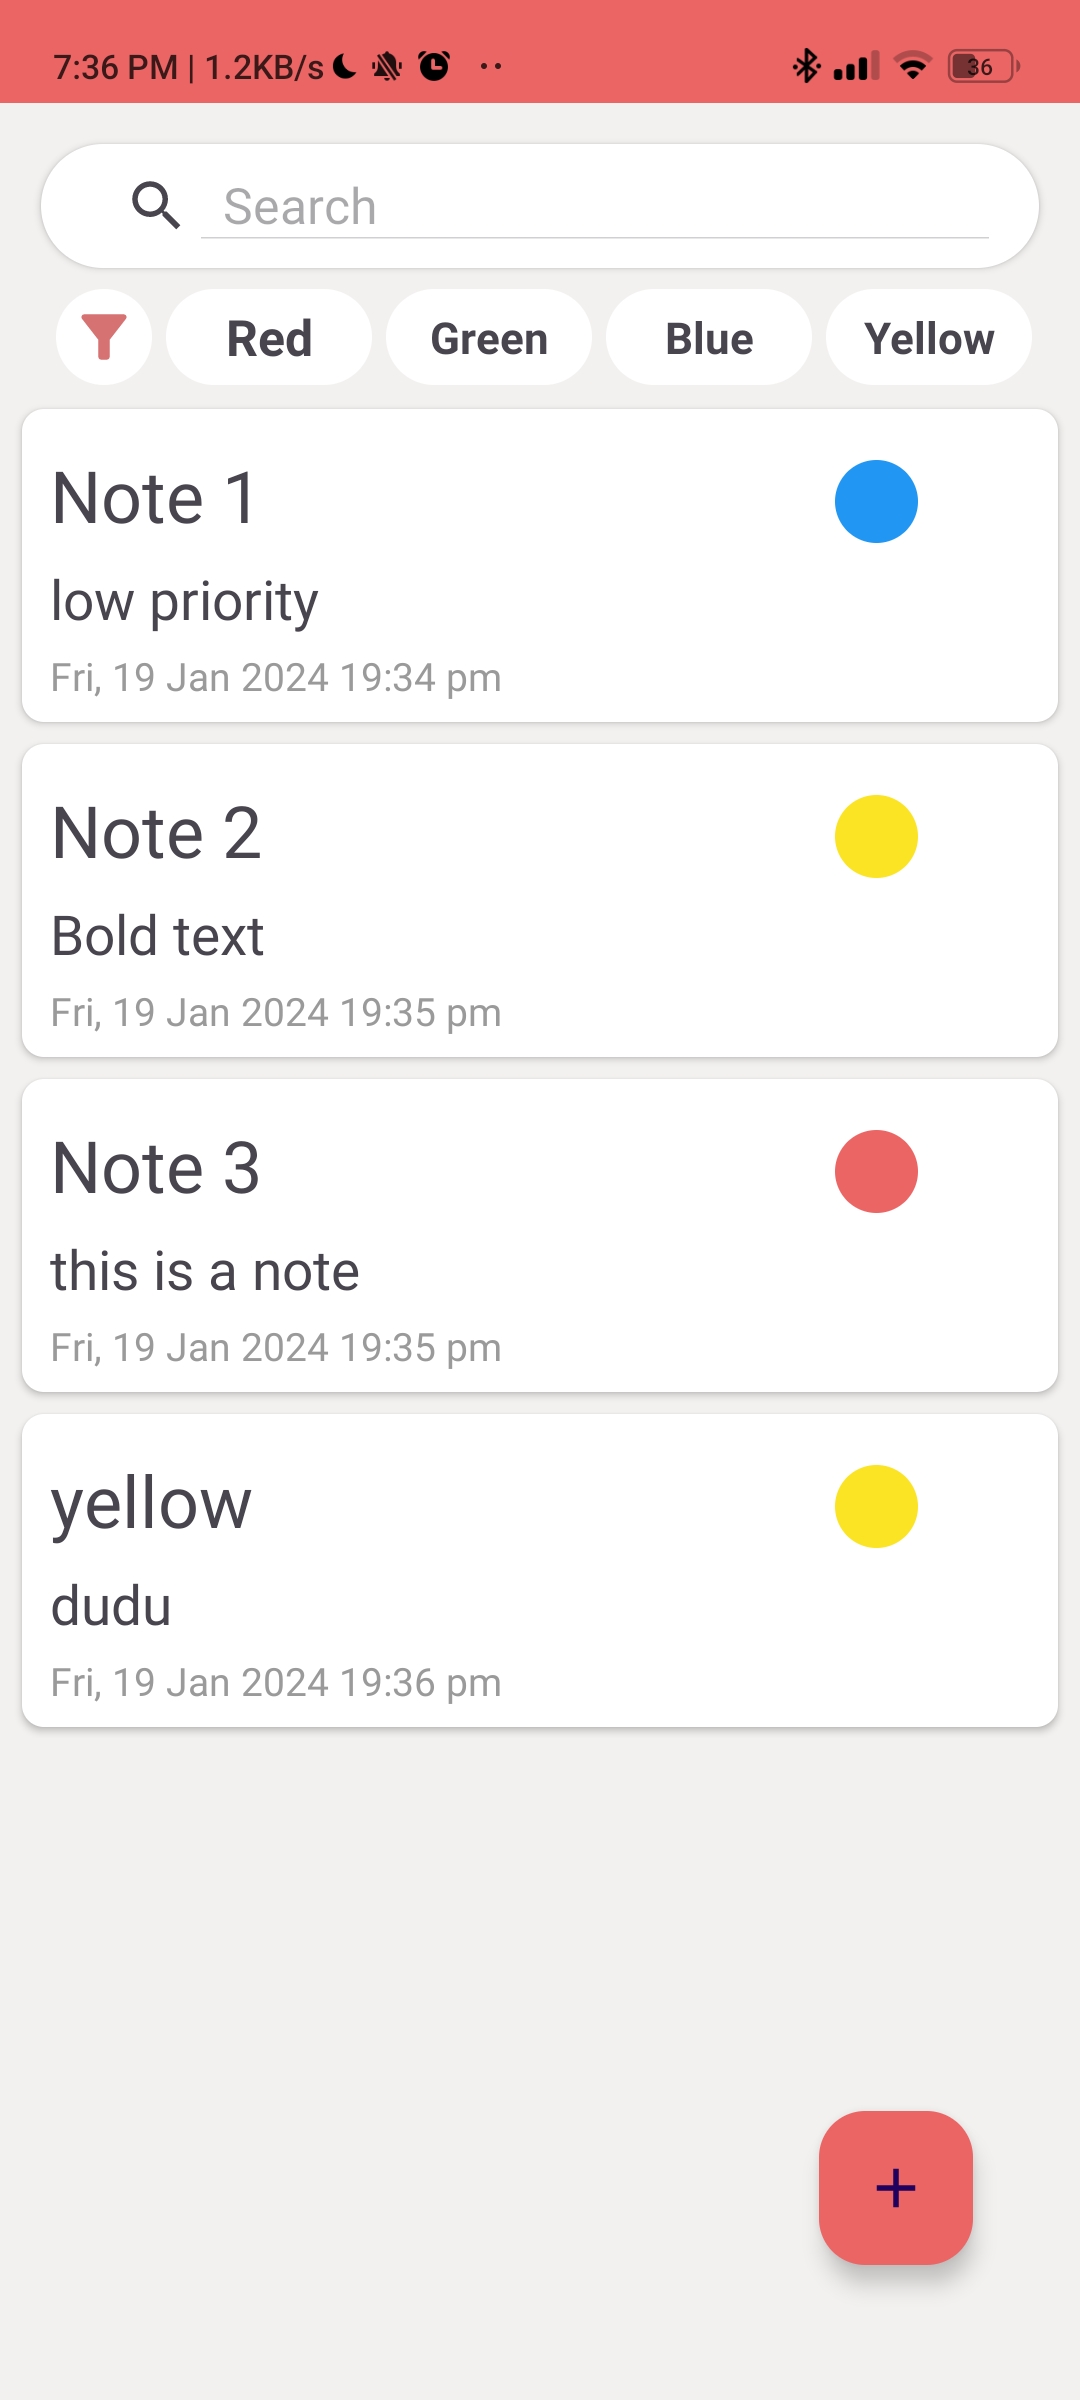 7:36 PM | 1.2KB/s 36
Search
Red Green Blue Yellow
Note 1
low priority
Fri, 19 Jan 2024 19:34 pm
Note 2
Bold text
Fri, 19 Jan 2024 19:35 pm
Note 3
this is a note
Fri, 19 Jan 2024 19:35 pm
yellow
dudu
Fri, 19 Jan 2024 19:36 pm